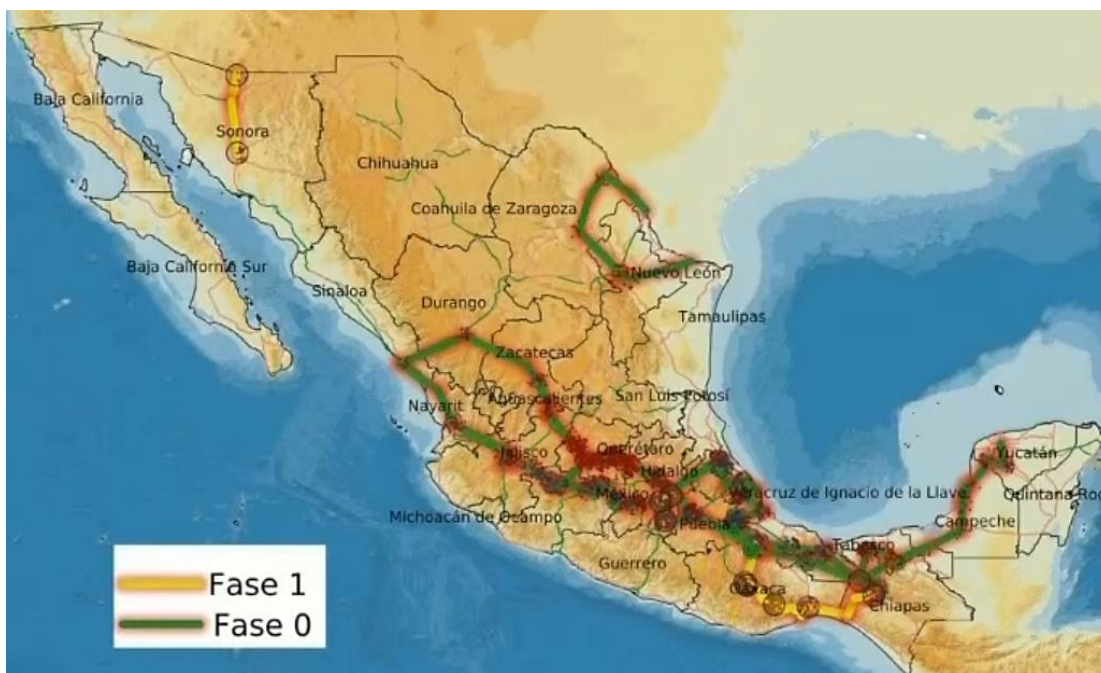 Baja California
Sonora
Chihuahua
Coahuila de Zaragoza
Baja California Sur
Nuevo León
Sinaloa
Durango
Tamaulipas
Zacatecas
San Luis Potosí
Aguascalientes
Nayarit
Jalisco
Querétaro
Yucatán
Hidalgo
México
Veracruz de Ignacio de la Llave
Quintana Roo
Michoacán de Ocampo
Puebla
Campeche
Tabasco
Guerrero
Oaxaca
Chiapas
Fase 1
Fase 0